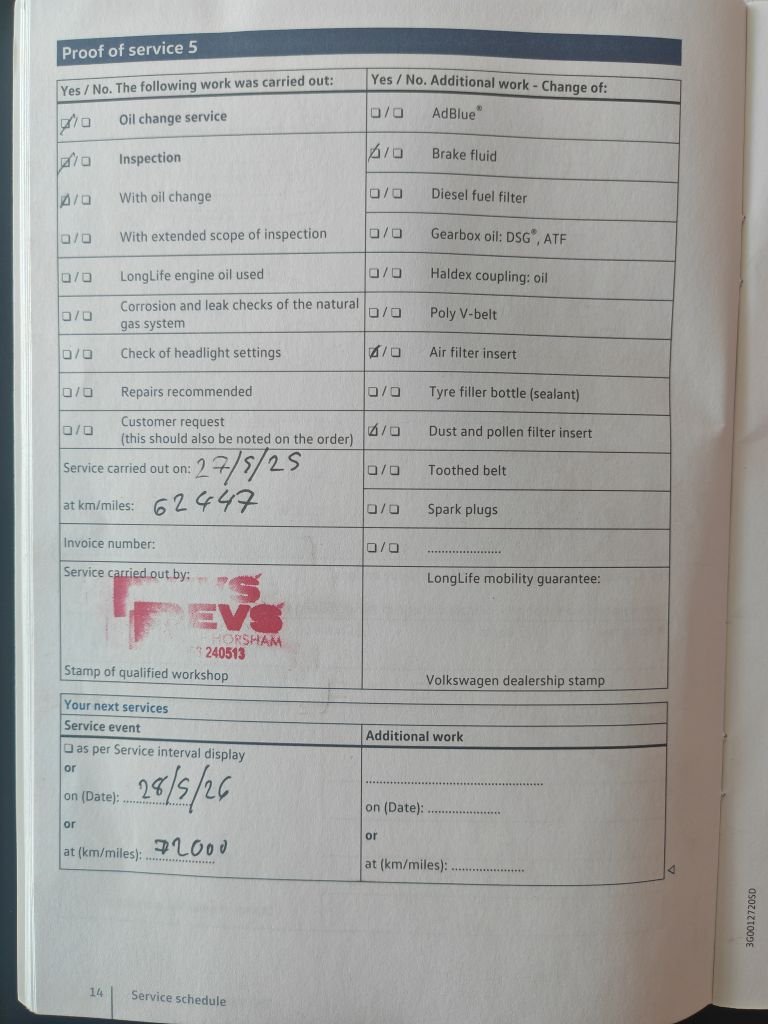 Proof of service 5
Yes / No. The following work was carried out:
❑ / ❑ Oil change service
❑ / ❑ Inspection
❑ / ❑ With oil change
❑ / ❑ With extended scope of inspection
❑ / ❑ LongLife engine oil used
❑ / ❑ Corrosion and leak checks of the natural
gas system
❑ / ❑ Check of headlight settings
❑ / ❑ Repairs recommended
❑ / ❑ Customer request
(this should also be noted on the order)
Service carried out on: 27/5/25
at km/miles: 62447
Invoice number:
Service carried out by:
REVS
HORSHAM
240513
Stamp of qualified workshop
Yes / No. Additional work - Change of:
❑ / ❑ AdBlue®
❑ / ❑ Brake fluid
❑ / ❑ Diesel fuel filter
❑ / ❑ Gearbox oil: DSG®, ATF
❑ / ❑ Haldex coupling: oil
❑ / ❑ Poly V-belt
❑ / ❑ Air filter insert
❑ / ❑ Tyre filler bottle (sealant)
❑ / ❑ Dust and pollen filter insert
❑ / ❑ Toothed belt
❑ / ❑ Spark plugs
❑ / ❑ .....................
LongLife mobility guarantee:
Volkswagen dealership stamp
Your next services
Service event
❑ as per Service interval display
or
on (Date): 28/5/26
or
at (km/miles): 72000
Additional work
..................................................
on (Date): .....................
or
at (km/miles): .....................
14 Service schedule
3G0012720SD